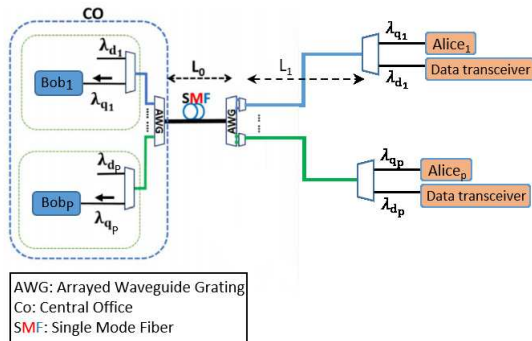 CO
λd1
Bob1
λq1
AWG
L0
SMF
AWG
L1
λq1
Alice1
λd1
Data transceiver
λdP
BobP
λqP
λqp
Alicep
λdp
Data transceiver
AWG: Arrayed Waveguide Grating
Co: Central Office
SMF: Single Mode Fiber